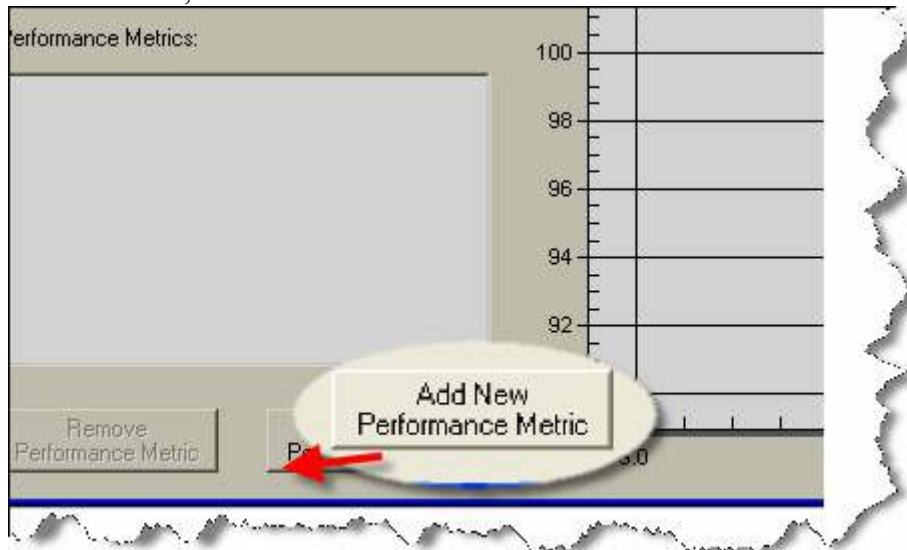 erformance Metrics:
100
98
96
94
92
Add New
Performance Metric
Remove
Performance Metric